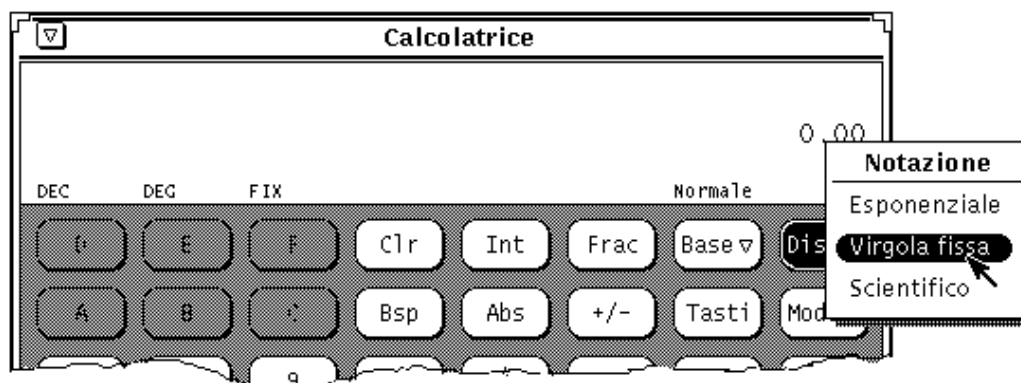 Calcolatrice
0.00
DEC DEG FIX Normale
Notazione
Esponenziale
Virgola fissa
Scientifico
D E F Clr Int Frac Base Dis
A B C Bsp Abs +/- Tasti Mod
9